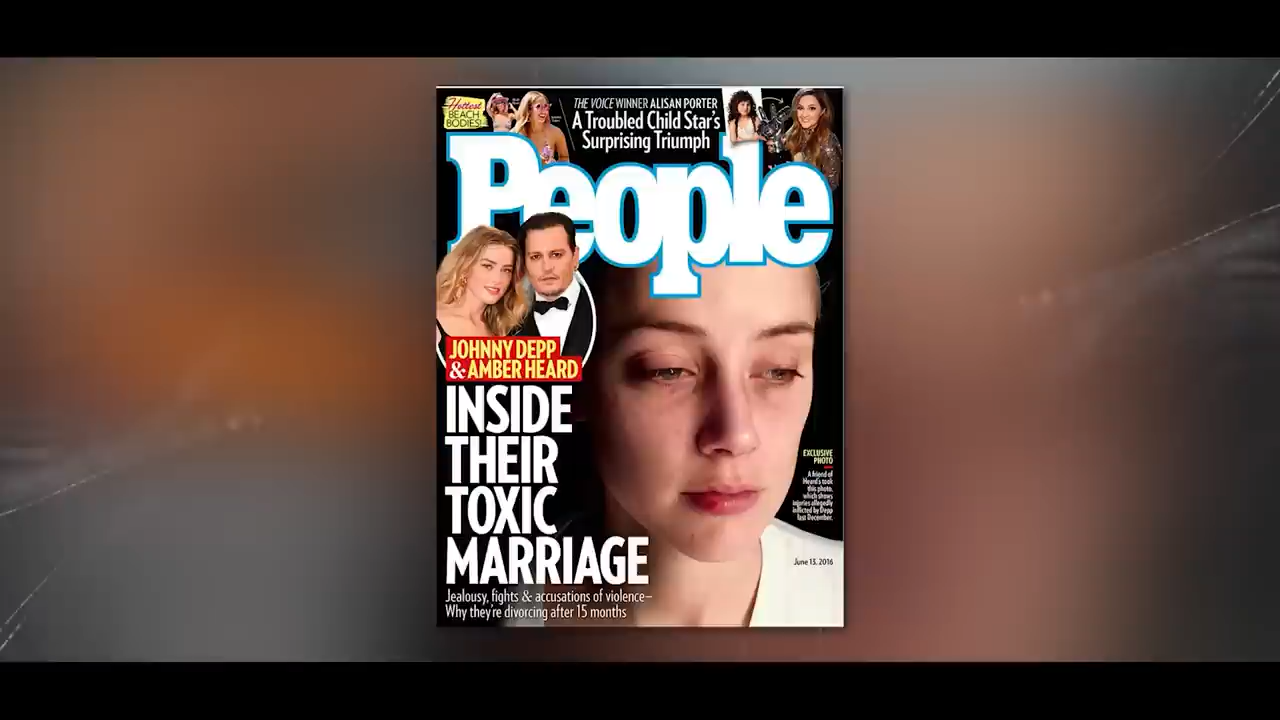 Hottest
BEACH
BODIES!
THE VOICE WINNER ALISAN PORTER
A Troubled Child Star's
Surprising Triumph
People
JOHNNY DEPP
& AMBER HEARD
INSIDE
THEIR
TOXIC
MARRIAGE
Jealousy, fights & accusations of violence–
Why they're divorcing after 15 months
EXCLUSIVE
PHOTO
A friend of
Heard's took
this photo,
which shows
injuries allegedly
inflicted by Depp
last December.
June 13, 2016